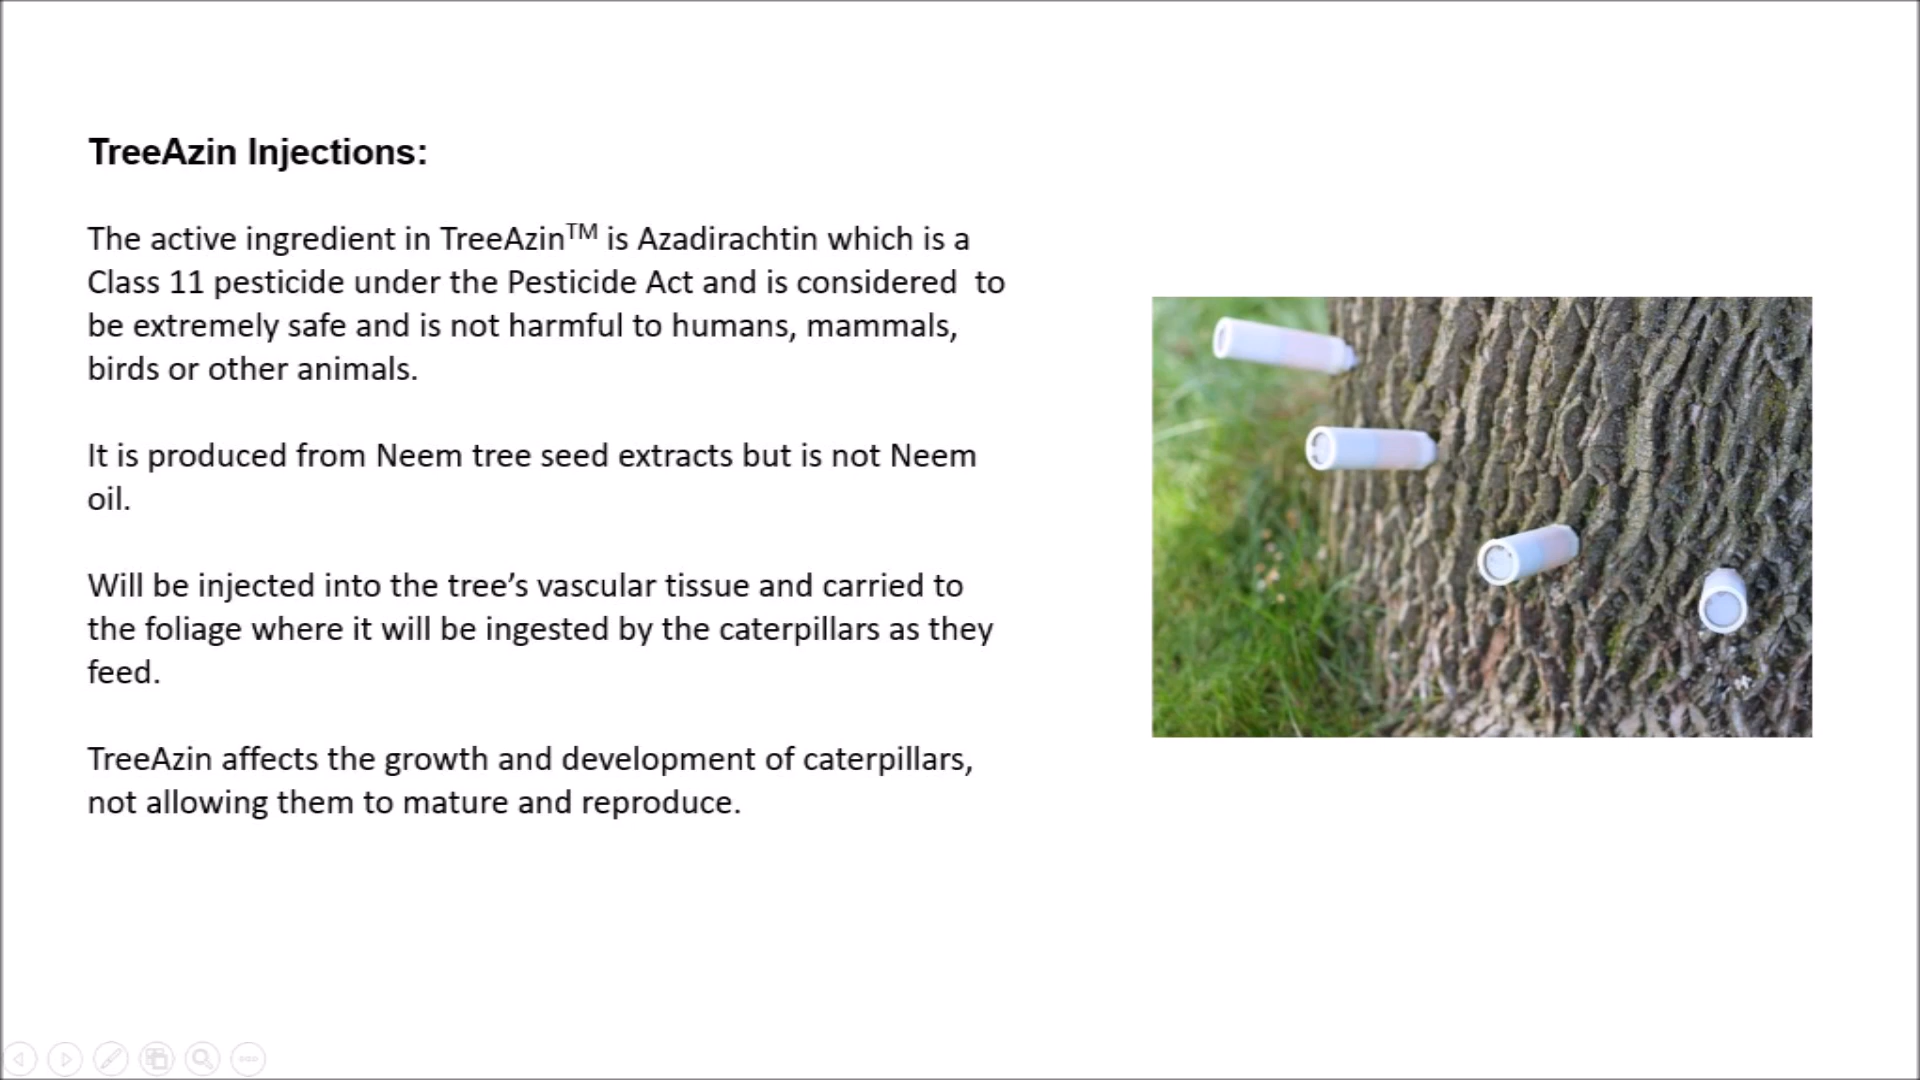 TreeAzin Injections:
The active ingredient in TreeAzin™ is Azadirachtin which is a
Class 11 pesticide under the Pesticide Act and is considered  to
be extremely safe and is not harmful to humans, mammals,
birds or other animals.
It is produced from Neem tree seed extracts but is not Neem
oil.
Will be injected into the tree’s vascular tissue and carried to
the foliage where it will be ingested by the caterpillars as they
feed.
TreeAzin affects the growth and development of caterpillars,
not allowing them to mature and reproduce.